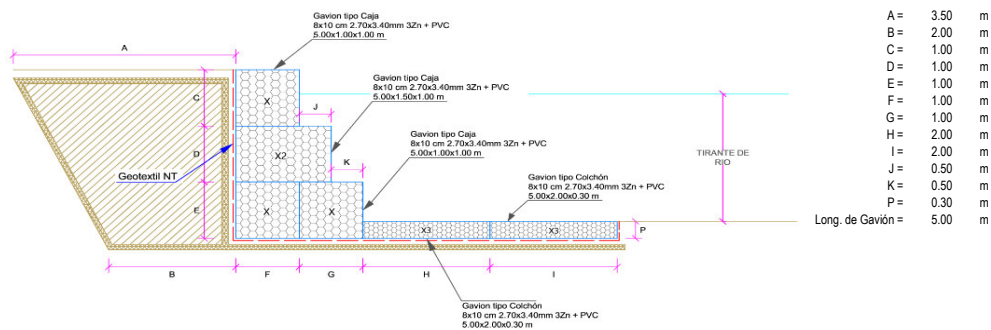 Gavion tipo Caja
8x10 cm 2.70x3.40mm 3Zn + PVC
5.00x1.00x1.00 m
A
Gavion tipo Caja
8x10 cm 2.70x3.40mm 3Zn + PVC
5.00x1.50x1.00 m
C
X
J
Gavion tipo Caja
8x10 cm 2.70x3.40mm 3Zn + PVC
5.00x1.00x1.00 m
D
X2
K
TIRANTE DE
RIO
Geotextil NT
Gavion tipo Colchón
8x10 cm 2.70x3.40mm 3Zn + PVC
5.00x2.00x0.30 m
E
X
X
X3
X3
P
B
F
G
H
I
Gavion tipo Colchón
8x10 cm 2.70x3.40mm 3Zn + PVC
5.00x2.00x0.30 m
A = 3.50 m
B = 2.00 m
C = 1.00 m
D = 1.00 m
E = 1.00 m
F = 1.00 m
G = 1.00 m
H = 2.00 m
I = 2.00 m
J = 0.50 m
K = 0.50 m
P = 0.30 m
Long. de Gavión = 5.00 m